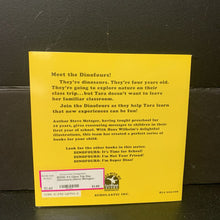 Meet the Dinofours!
They're dinosaurs. They're four years old.
They're going to explore nature on their
class trip...but Tara doesn't want to leave
her familiar classroom.
Join the Dinofours as they help Tara learn
that new experiences can be fun!
Author Steve Metzger, having taught preschool for
years, gives reassuring messages to children in their
first year of school. With Hans Wilhelm's delightful
illustrations, this team has created a perfect series of
books for young children.
Look for the other books in this series:
DINOFOURS: It's Time for School!
DINOFOURS: I'm Not Your Friend!
DINOFOURS: I'm Super Dino!
SCHOLASTIC INC.